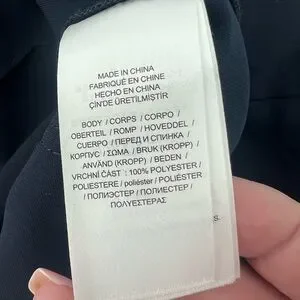 MADE IN CHINA
FABRIQUÉ EN CHINE
HECHO EN CHINA
ÇİN'DE ÜRETİLMİŞTİR
BODY / CORPS / CORPO /
OBERTEIL / ROMP / HOVEDDEL /
CUERPO / ПЕРЕД И СПИНКА /
КОРПУС / ΣΩΜΑ / BRUK (KROPP) /
ANVÄND (KROPP) / BEDEN /
VRCHNÍ ČÁST : 100% POLYESTER /
POLIESTERE / poliéster / POLIÉSTER
/ ПОЛИЭСТЕР / ПОЛИЕСТЕР /
ΠΟΛΥΕΣΤΕΡΑΣ
S.